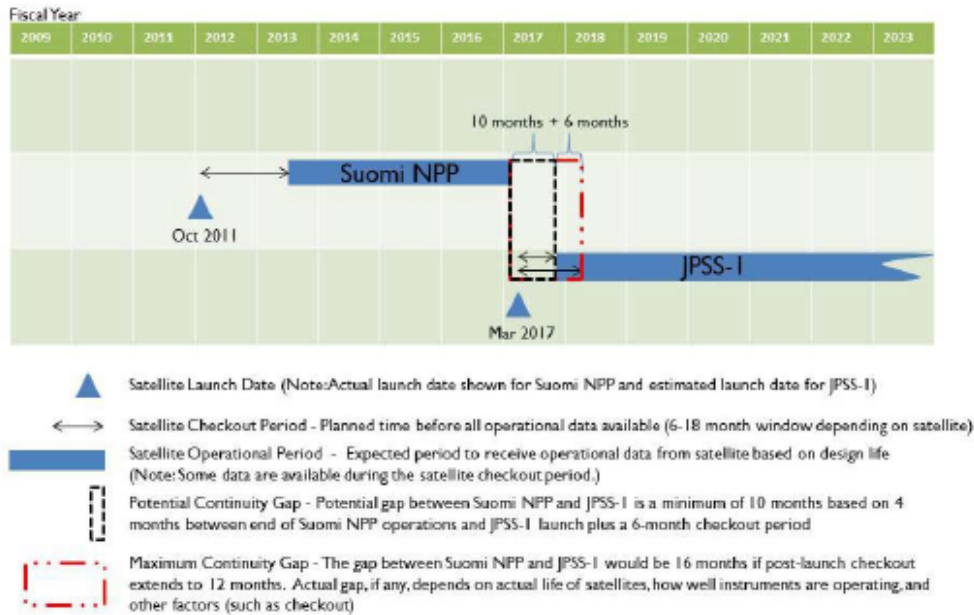 Fiscal Year
2009 2010 2011 2012 2013 2014 2015 2016 2017 2018 2019 2020 2021 2022 2023
10 months + 6 months
Suomi NPP
Oct 2011
JPSS-1
Mar 2017
Satellite Launch Date (Note:Actual launch date shown for Suomi NPP and estimated launch date for JPSS-1)
Satellite Checkout Period - Planned time before all operational data available (6-18 month window depending on satellite)
Satellite Operational Period - Expected period to receive operational data from satellite based on design life
(Note: Some data are available during the satellite checkout period.)
Potential Continuity Gap - Potential gap between Suomi NPP and JPSS-1 is a minimum of 10 months based on 4
months between end of Suomi NPP operations and JPSS-1 launch plus a 6-month checkout period
Maximum Continuity Gap - The gap between Suomi NPP and JPSS-1 would be 16 months if post-launch checkout
extends to 12 months. Actual gap, if any, depends on actual life of satellites, how well instruments are operating, and
other factors (such as checkout)